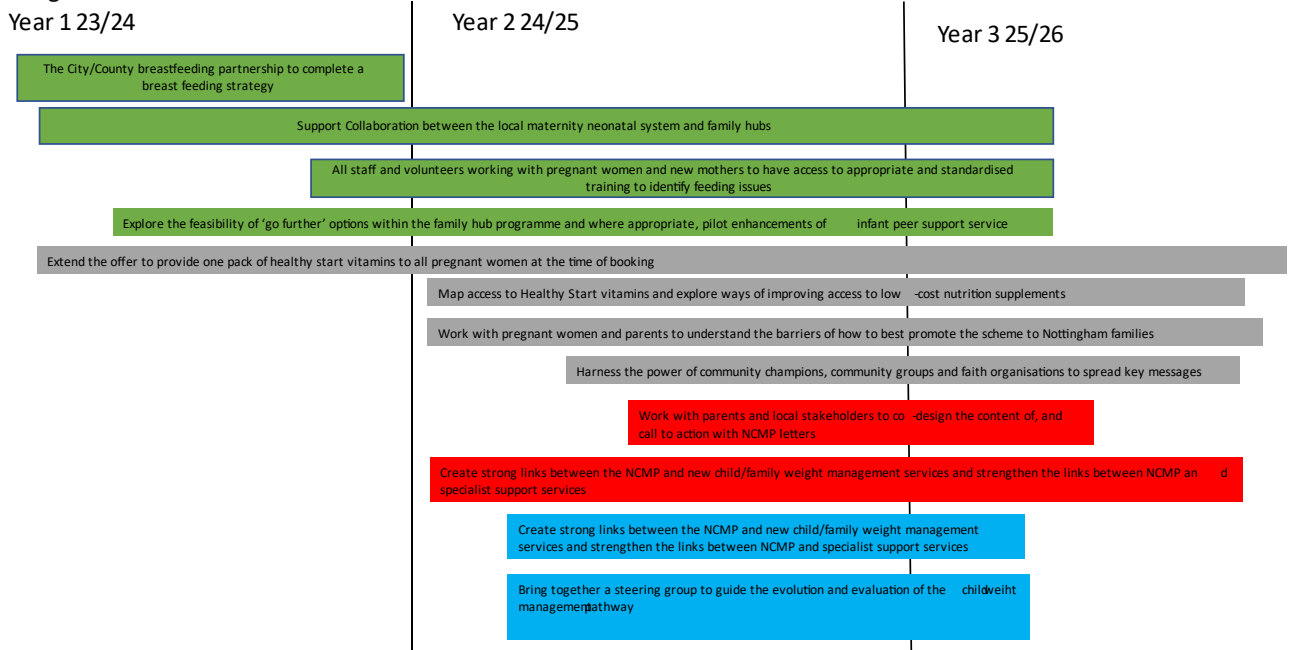 Year 1 23/24
Year 2 24/25
Year 3 25/26
The City/County breastfeeding partnership to complete a
breast feeding strategy
Support Collaboration between the local maternity neonatal system and family hubs
All staff and volunteers working with pregnant women and new mothers to have access to appropriate and standardised
training to identify feeding issues
Explore the feasibility of ‘go further’ options within the family hub programme and where appropriate, pilot enhancements of infant peer support service
Extend the offer to provide one pack of healthy start vitamins to all pregnant women at the time of booking
Map access to Healthy Start vitamins and explore ways of improving access to low -cost nutrition supplements
Work with pregnant women and parents to understand the barriers of how to best promote the scheme to Nottingham families
Harness the power of community champions, community groups and faith organisations to spread key messages
Work with parents and local stakeholders to co -design the content of, and
call to action with NCMP letters
Create strong links between the NCMP and new child/family weight management services and strengthen the links between NCMP an d
specialist support services
Create strong links between the NCMP and new child/family weight management
services and strengthen the links between NCMP and specialist support services
Bring together a steering group to guide the evolution and evaluation of the childweiht
managementpathway